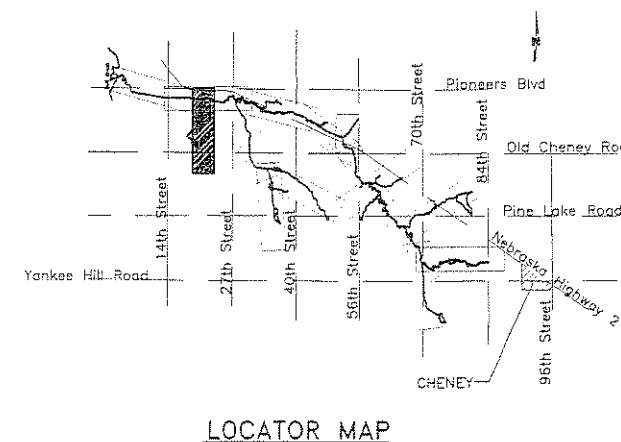 N
Pioneers Blvd
70th Street
84th Street
Old Cheney Roa
14th Street
27th Street
40th Street
56th Street
Pine Lake Road
Yankee Hill Road
Nebraska Highway 2
96th Street
CHENEY
LOCATOR MAP